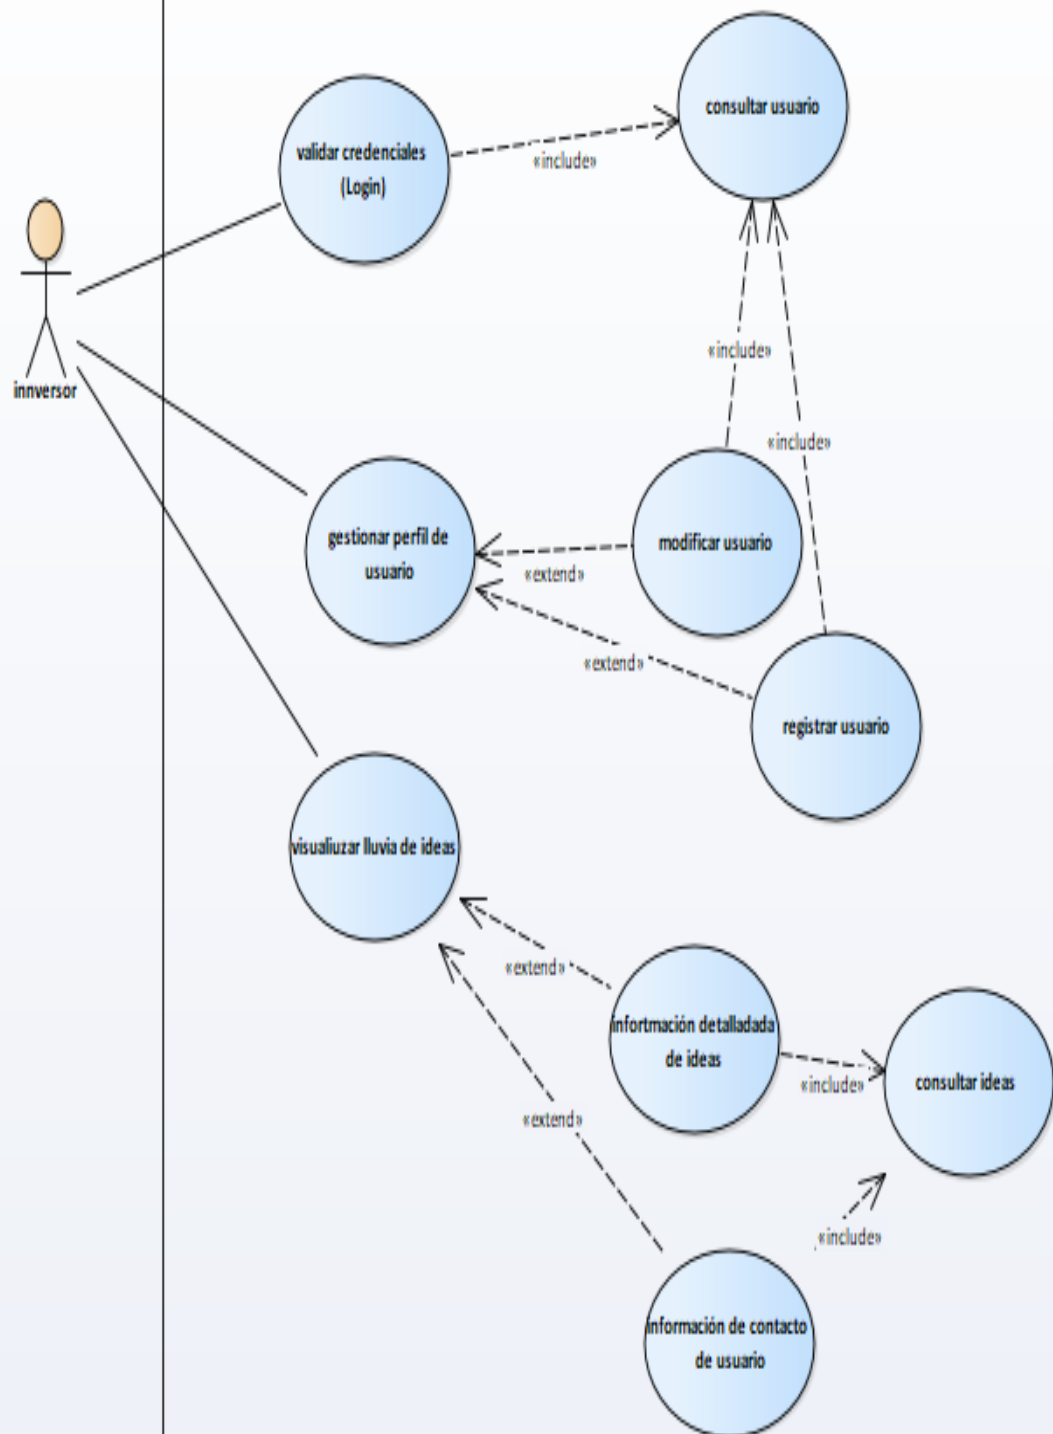 consultar usuario
validar credenciales
(Login)
«include»
innversor
«include»
«include»
gestionar perfil de
usuario
modificar usuario
«extend»
«extend»
registrar usuario
visualiuzar lluvia de ideas
«extend»
infortmación detalladada
de ideas
«include»
consultar ideas
«extend»
«include»
información de contacto
de usuario